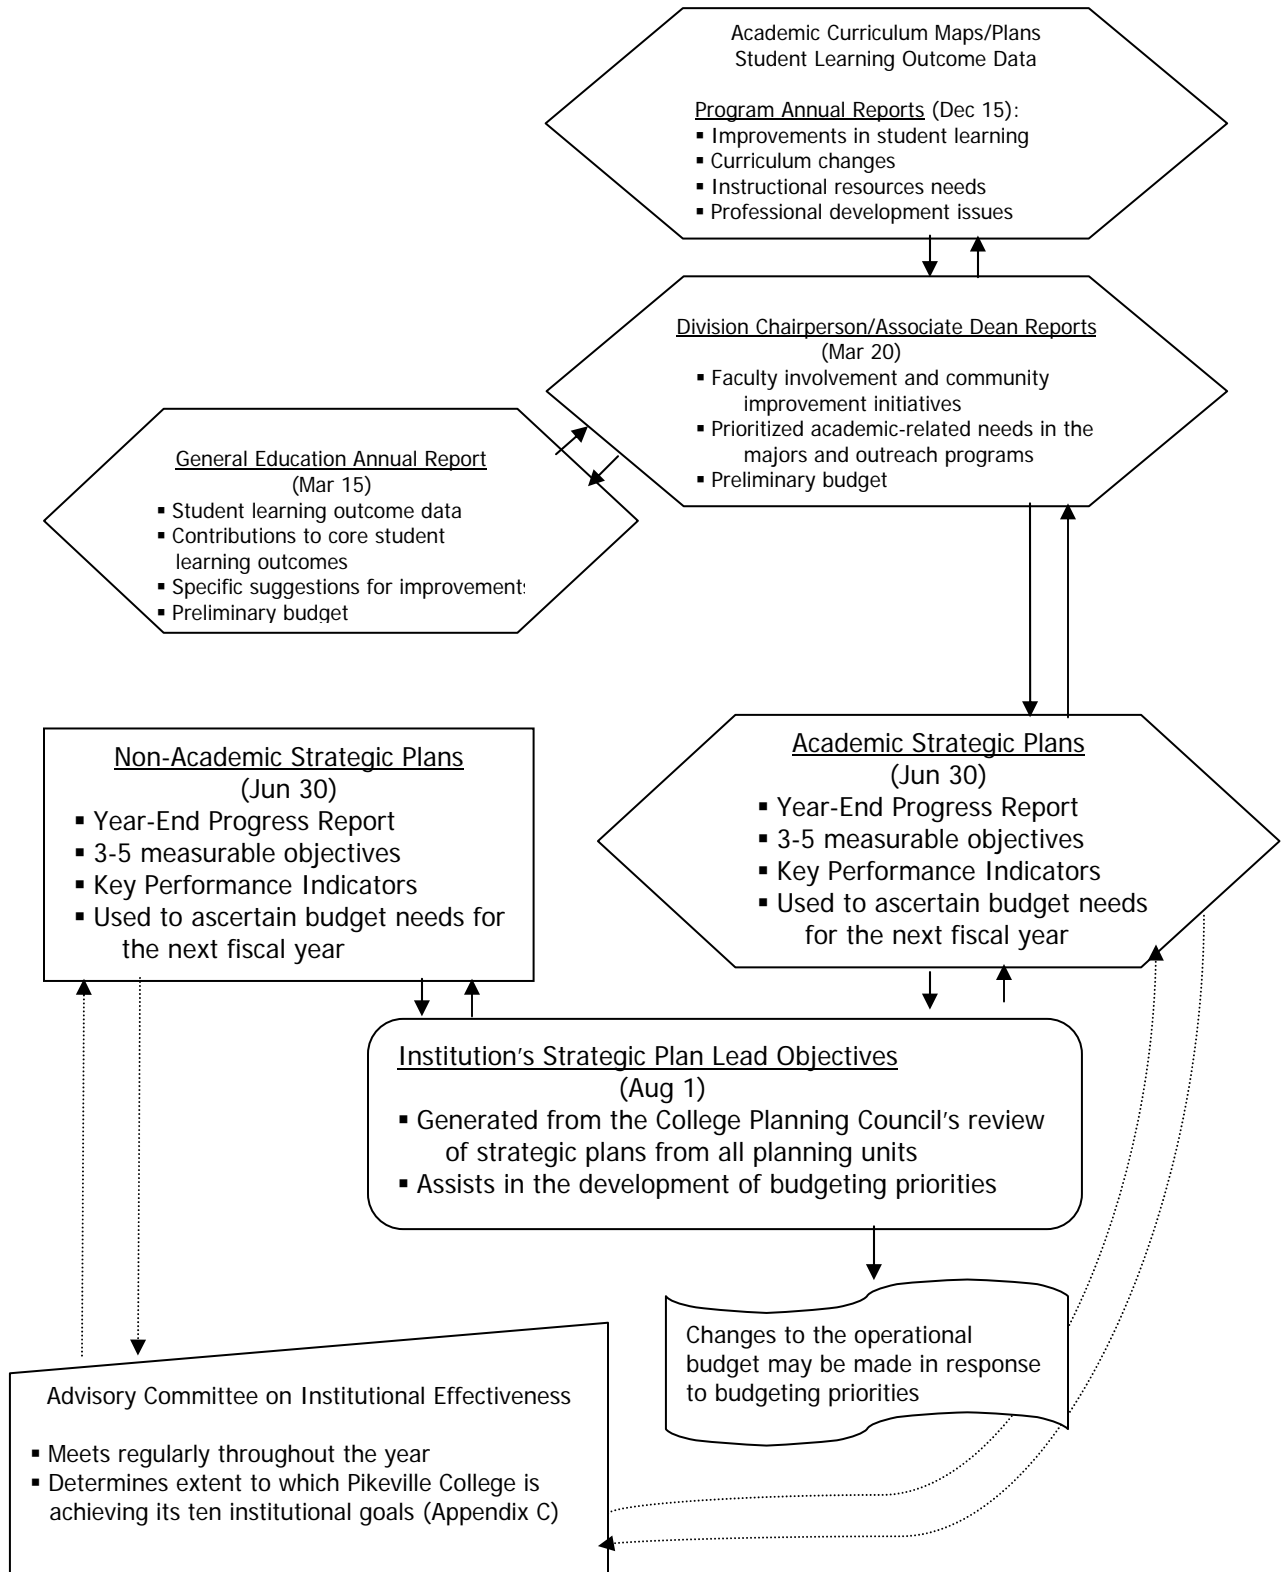 Academic Curriculum Maps/Plans
Student Learning Outcome Data
Program Annual Reports (Dec 15):
▪ Improvements in student learning
▪ Curriculum changes
▪ Instructional resources needs
▪ Professional development issues
Division Chairperson/Associate Dean Reports
(Mar 20)
▪ Faculty involvement and community
improvement initiatives
▪ Prioritized academic-related needs in the
majors and outreach programs
▪ Preliminary budget
General Education Annual Report
(Mar 15)
▪ Student learning outcome data
▪ Contributions to core student
learning outcomes
▪ Specific suggestions for improvements
▪ Preliminary budget
Non-Academic Strategic Plans
(Jun 30)
▪ Year-End Progress Report
▪ 3-5 measurable objectives
▪ Key Performance Indicators
▪ Used to ascertain budget needs for
the next fiscal year
Academic Strategic Plans
(Jun 30)
▪ Year-End Progress Report
▪ 3-5 measurable objectives
▪ Key Performance Indicators
▪ Used to ascertain budget needs
for the next fiscal year
Institution's Strategic Plan Lead Objectives
(Aug 1)
▪ Generated from the College Planning Council's review
of strategic plans from all planning units
▪ Assists in the development of budgeting priorities
Changes to the operational
budget may be made in response
to budgeting priorities
Advisory Committee on Institutional Effectiveness
▪ Meets regularly throughout the year
▪ Determines extent to which Pikeville College is
achieving its ten institutional goals (Appendix C)